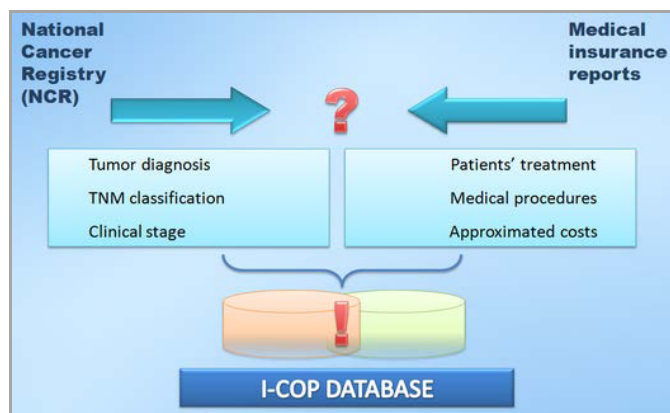 National
Cancer
Registry
(NCR)
Medical
insurance
reports
?
Tumor diagnosis
TNM classification
Clinical stage
Patients’ treatment
Medical procedures
Approximated costs
!
I-COP DATABASE